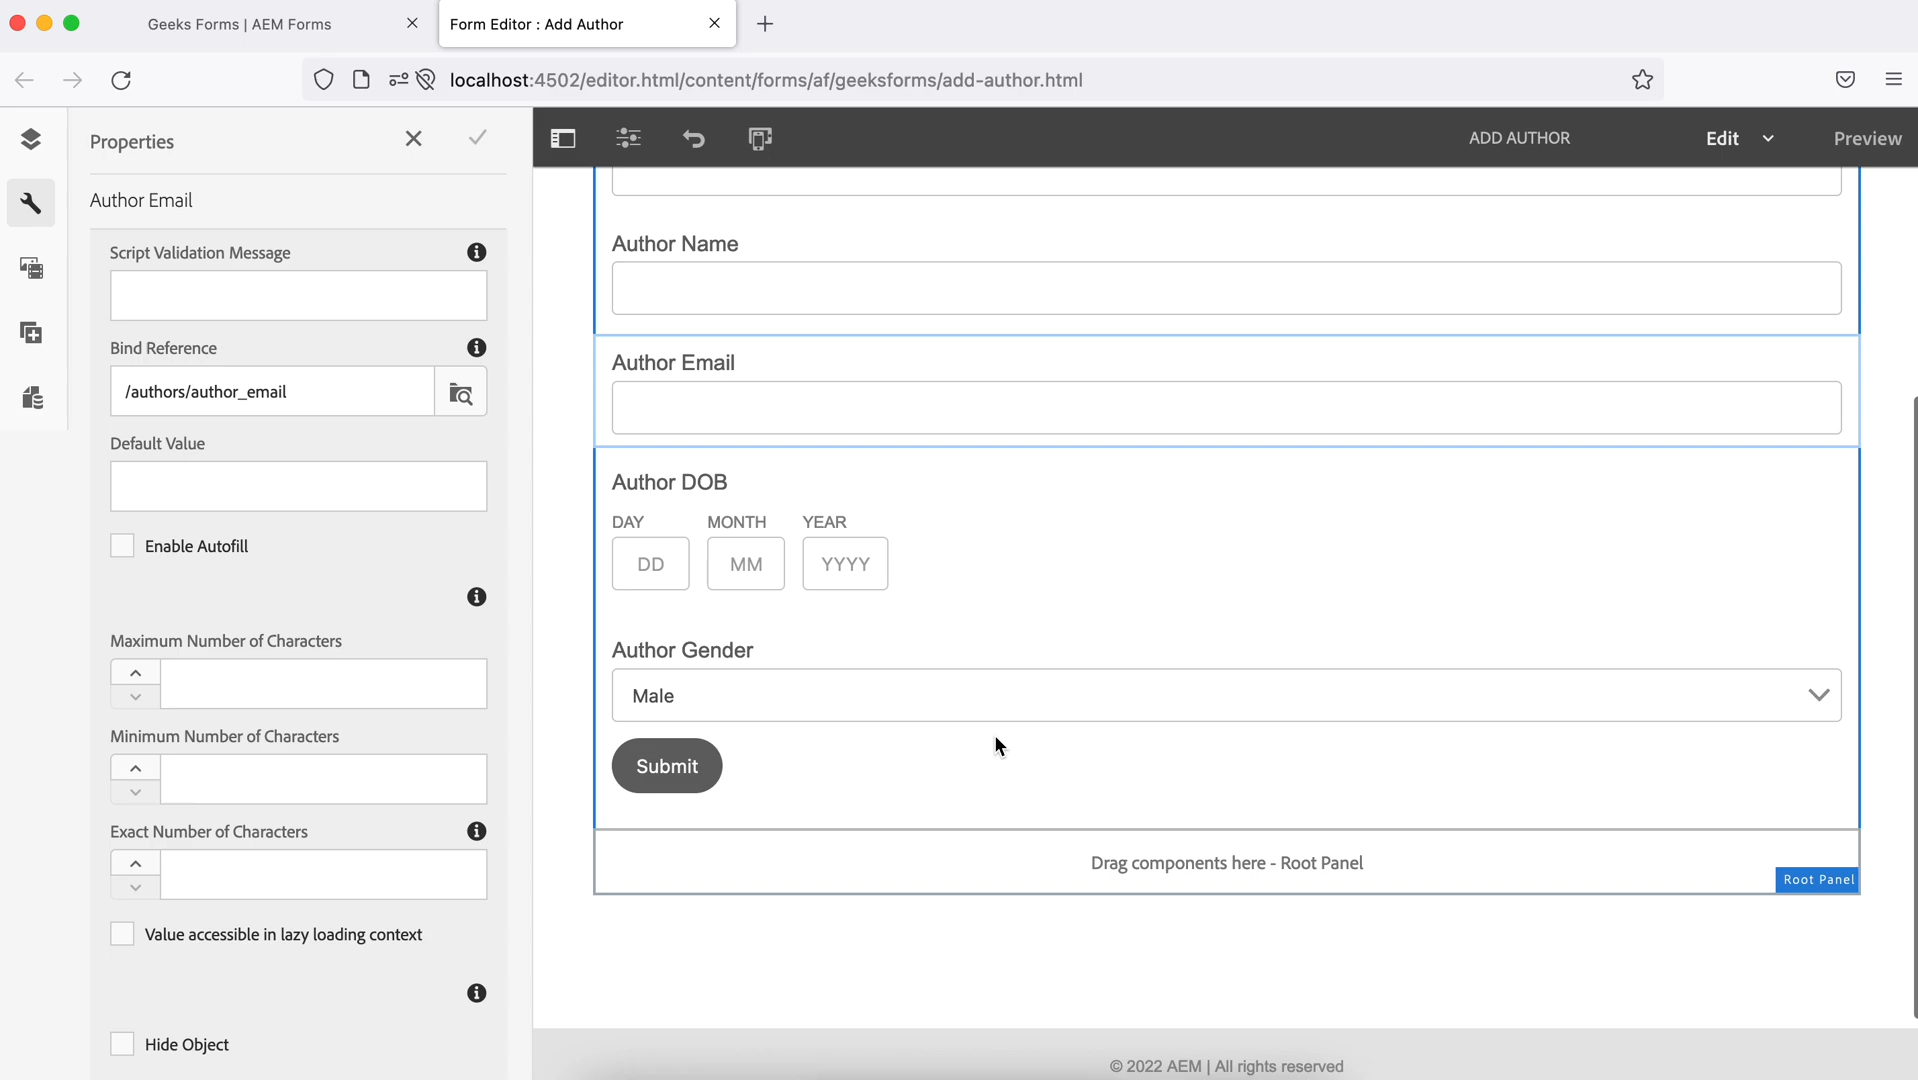 Geeks Forms | AEM Forms
Form Editor : Add Author
localhost:4502/editor.html/content/forms/af/geeksforms/add-author.html
Properties
ADD AUTHOR
Edit
Preview
Author Email
Script Validation Message
Bind Reference
/authors/author_email
Default Value
Enable Autofill
Maximum Number of Characters
Minimum Number of Characters
Exact Number of Characters
Value accessible in lazy loading context
Hide Object
Author Name
Author Email
Author DOB
DAY MONTH YEAR
DD MM YYYY
Author Gender
Male
Submit
Drag components here - Root Panel
Root Panel
© 2022 AEM | All rights reserved